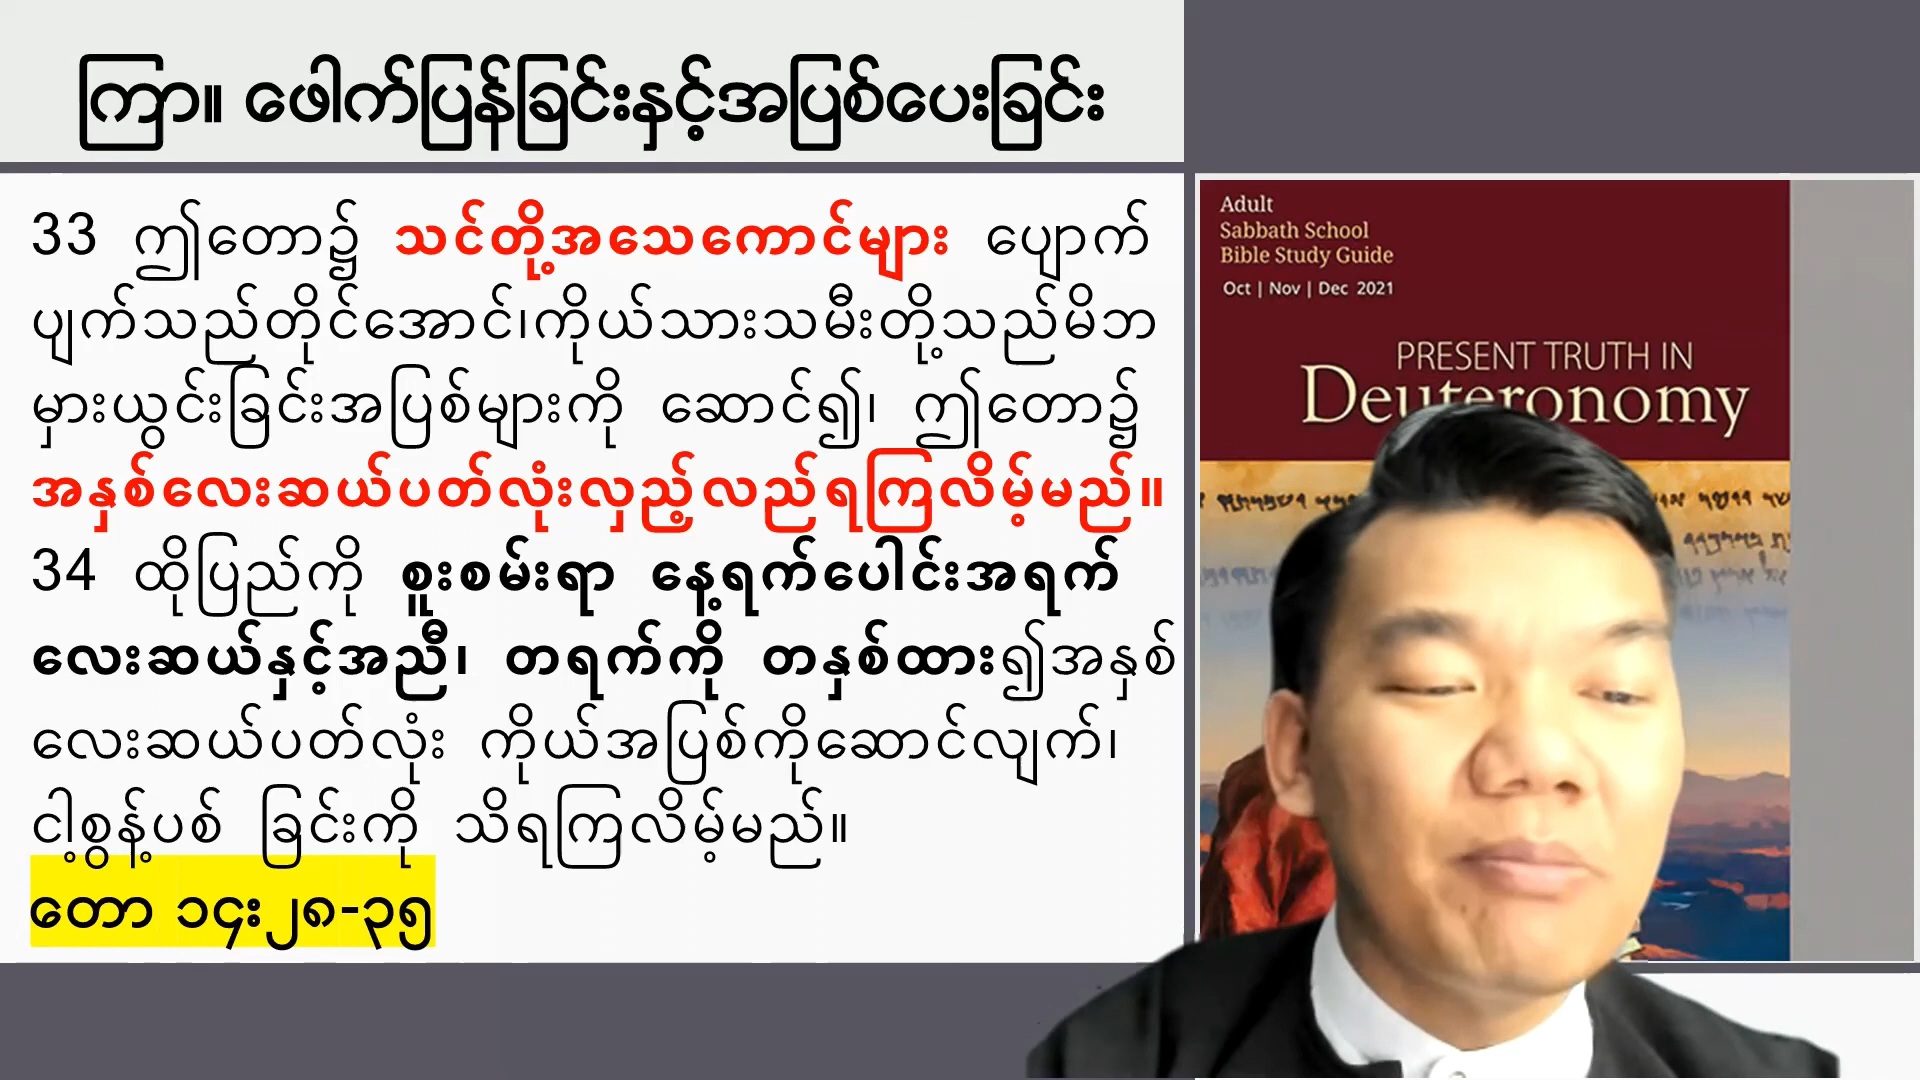 ကြာ။ ဖေါက်ပြန်ခြင်းနှင့်အပြစ်ပေးခြင်း
33 ဤတော၌ သင်တို့အသေကောင်များ ပျောက်
ပျက်သည်တိုင်အောင်၊ကိုယ်သားသမီးတို့သည်မိဘ
မှားယွင်းခြင်းအပြစ်များကို ဆောင်၍၊ ဤတော၌
အနှစ်လေးဆယ်ပတ်လုံးလှည့်လည်ရကြလိမ့်မည်။
34 ထိုပြည်ကို စူးစမ်းရာ နေ့ရက်ပေါင်းအရက်
လေးဆယ်နှင့်အညီ၊ တရက်ကို တနှစ်ထား၍အနှစ်
လေးဆယ်ပတ်လုံး ကိုယ်အပြစ်ကိုဆောင်လျက်၊
ငါ့စွန့်ပစ် ခြင်းကို သိရကြလိမ့်မည်။
တော ၁၄း၂၈-၃၅
Adult
Sabbath School
Bible Study Guide
Oct | Nov | Dec 2021
PRESENT TRUTH IN
Deuteronomy